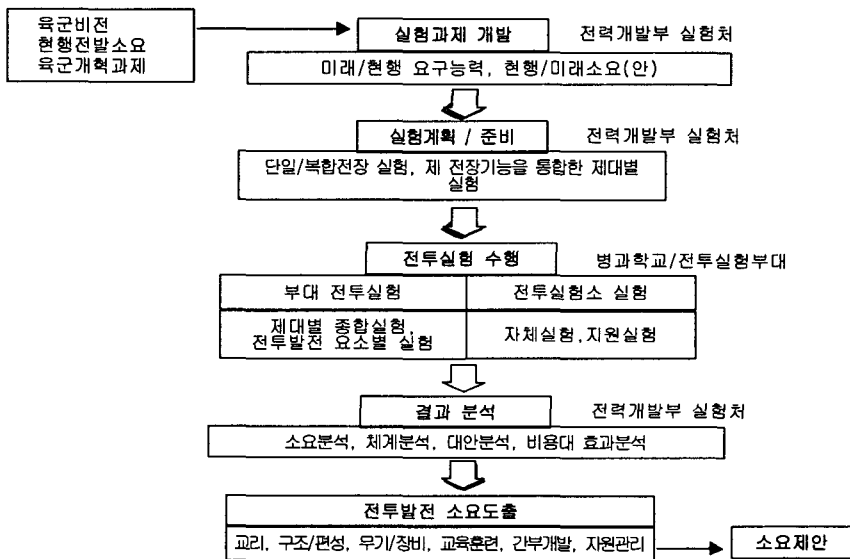 육군비전
현행전발소요
육군개혁과제
실험과제 개발
전력개발부 실험처
미래/현행 요구능력, 현행/미래소요(안)
실험계획 / 준비
전력개발부 실험처
단일/복합전장 실험, 제 전장기능을 통합한 제대별
실험
전투실험 수행
병과학교/전투실험부대
부대 전투실험
전투실험소 실험
제대별 종합실험,
전투발전 요소별 실험
자체실험,지원실험
결과 분석
전력개발부 실험처
소요분석, 체계분석, 대안분석, 비용대 효과분석
전투발전 소요도출
교리, 구조/편성, 무기/장비, 교육훈련, 간부개발, 자원관리
소요제안